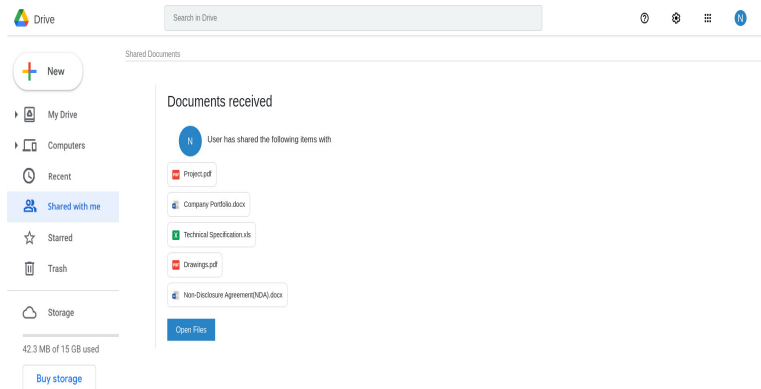 Drive
Search in Drive
N
New
My Drive
Computers
Recent
Shared with me
Starred
Trash
Storage
42.3 MB of 15 GB used
Buy storage
Shared Documents
Documents received
N
User has shared the following items with
PDF Project.pdf
Company Portfolio.docx
X Technical Specification.xls
PDF Drawings.pdf
Non-Disclosure Agreement(NDA).docx
Open Files